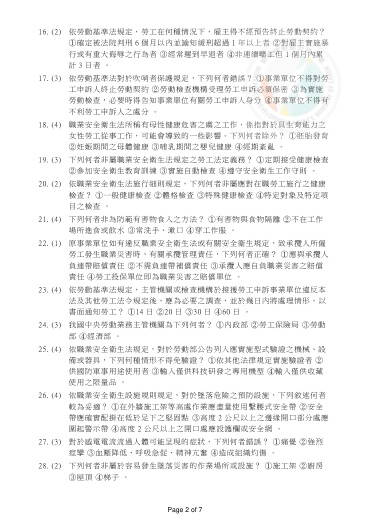 16. (2) 依勞動基準法規定，勞工在何種情況下，雇主得不經預告終止勞動契約？
①確定被法院判刑 6 個月以內並諭知緩刑超過 1 年以上者 ②對雇主施暴
行或有重大侮辱之行為者 ③經常遲到早退者 ④非連續曠工但 1 個月內累
計 3 日者。
17. (3) 依勞動基準法對於吹哨者保護規定，下列何者錯誤？ ①事業單位不得對勞
工申訴人終止勞動契約 ②勞動檢查機構受理勞工申訴必須保密 ③為實施
勞動檢查，必要時得告知事業單位有關勞工申訴人身分 ④事業單位不得有
不利勞工申訴人之處分。
18. (4) 職業安全衛生法所稱有母性健康危害之虞之工作，係指對於具生育能力之
女性勞工從事工作，可能會導致的一些影響。下列何者除外？ ①胚胎發育
②妊娠期間之母體健康 ③哺乳期間之嬰兒健康 ④經期紊亂。
19. (3) 下列何者非屬職業安全衛生法規定之勞工法定義務？ ①定期接受健康檢查
②參加安全衛生教育訓練 ③實施自動檢查 ④遵守安全衛生工作守則。
20. (2) 依職業安全衛生法施行細則規定，下列何者非屬應對在職勞工施行之健康
檢查？ ①一般健康檢查 ②體格檢查 ③特殊健康檢查 ④特定對象及特定項
目之檢查。
21. (4) 下列何者非為防範有害物食入之方法？ ①有害物與食物隔離 ②不在工作
場所進食或飲水 ③常洗手、漱口 ④穿工作服。
22. (1) 原事業單位如有違反職業安全衛生法或有關安全衛生規定，致承攬人所僱
勞工發生職業災害時，有關承攬管理責任，下列何者正確？ ①應與承攬人
負連帶賠償責任 ②不需負連帶補償責任 ③承攬人應自負職業災害之賠償
責任 ④勞工投保單位即為職業災害之賠償單位。
23. (4) 依勞動基準法規定，主管機關或檢查機構於接獲勞工申訴事業單位違反本
法及其他勞工法令規定後，應為必要之調查，並於幾日內將處理情形，以
書面通知勞工？ ①14 日 ②20 日 ③30 日 ④60 日。
24. (3) 我國中央勞動業務主管機關為下列何者？ ①內政部 ②勞工保險局 ③勞動
部 ④經濟部。
25. (4) 依職業安全衛生法規定，對於勞動部公告列入應實施型式驗證之機械、設
備或器具，下列何種情形不得免驗證？ ①依其他法律規定實施驗證者 ②
供國防軍事用途使用者 ③輸入僅供科技研發之專用機型 ④輸入僅供收藏
使用之限量品。
26. (4) 依職業安全衛生設施規則規定，對於墜落危險之預防設施，下列敘述何者
較為妥適？ ①在外牆施工架等高處作業應盡量使用繫腰式安全帶 ②安全
帶應確實配掛在低於足下之堅固點 ③高度 2 公尺以上之邊緣開口部分處應
圍起警示帶 ④高度 2 公尺以上之開口處應設護欄或安全網。
27. (3) 對於感電電流流過人體可能呈現的症狀，下列何者錯誤？ ①痛覺 ②強烈
痙攣 ③血壓降低、呼吸急促、精神亢奮 ④造成組織灼傷。
28. (2) 下列何者非屬於容易發生墜落災害的作業場所或設施？ ①施工架 ②廚房
③屋頂 ④梯子。
Page 2 of 7